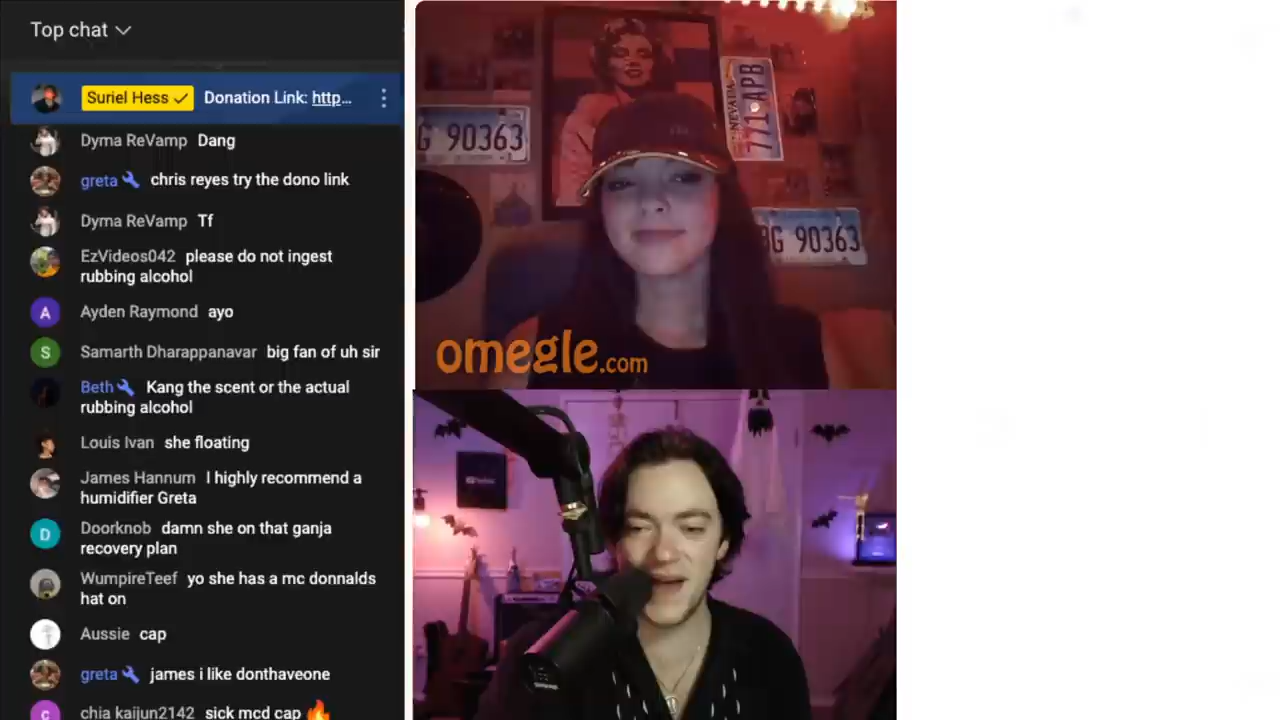 Top chat
Suriel Hess Donation Link: http...
Dyma ReVamp Dang
greta chris reyes try the dono link
Dyma ReVamp Tf
EzVideos042 please do not ingest
rubbing alcohol
A Ayden Raymond ayo
S Samarth Dharappanavar big fan of uh sir
Beth Kang the scent or the actual
rubbing alcohol
Louis Ivan she floating
James Hannum I highly recommend a
humidifier Greta
D Doorknob damn she on that ganja
recovery plan
WumpireTeef yo she has a mc donnalds
hat on
Aussie cap
greta james i like donthaveone
c chia kaijun2142 sick mcd cap 🔥
G 90363
NEVADA
771 APB
BG 90363
omegle.com